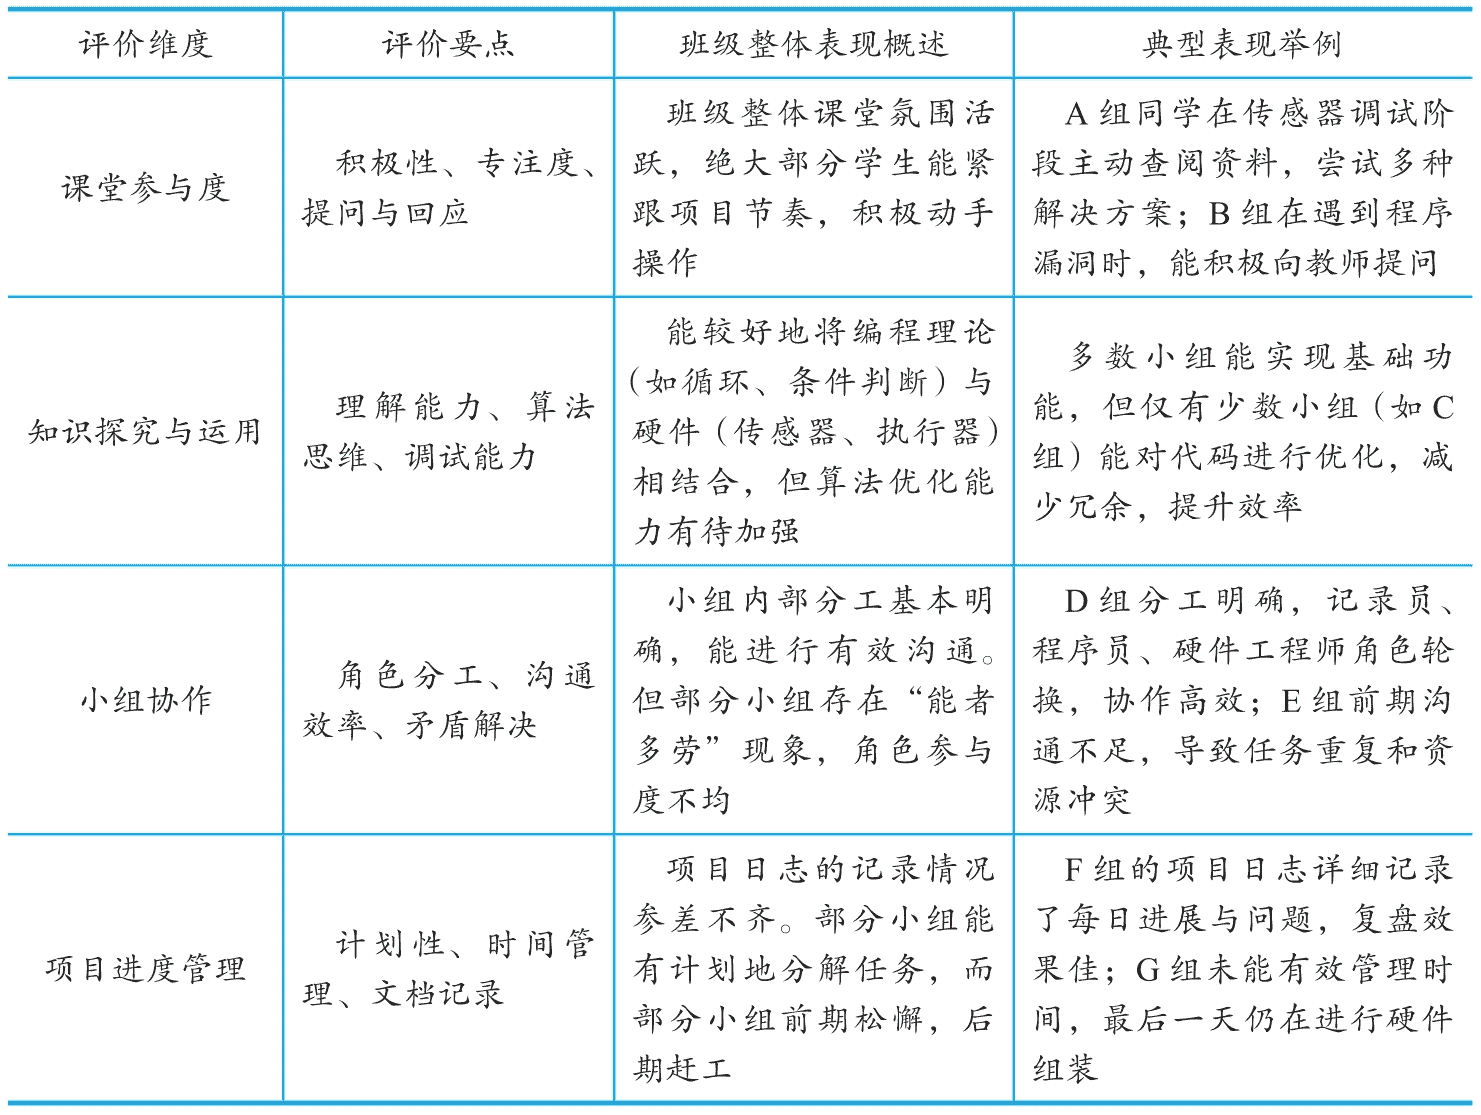 评价维度
评价要点
班级整体表现概述
典型表现举例
课堂参与度
积极性、专注度、
提问与回应
班级整体课堂氛围活
跃，绝大部分学生能紧
跟项目节奏，积极动手
操作
A 组同学在传感器调试阶
段主动查阅资料，尝试多种
解决方案；B 组在遇到程序
漏洞时，能积极向教师提问
知识探究与运用
理解能力、算法
思维、调试能力
能较好地将编程理论
（如循环、条件判断）与
硬件（传感器、执行器）
相结合，但算法优化能
力有待加强
多数小组能实现基础功
能，但仅有少数小组（如 C
组）能对代码进行优化，减
少冗余，提升效率
小组协作
角色分工、沟通
效率、矛盾解决
小组内部分工基本明
确，能进行有效沟通。
但部分小组存在“能者
多劳”现象，角色参与
度不均
D 组分工明确，记录员、
程序员、硬件工程师角色轮
换，协作高效；E 组前期沟
通不足，导致任务重复和资
源冲突
项目进度管理
计划性、时间管
理、文档记录
项目日志的记录情况
参差不齐。部分小组能
有计划地分解任务，而
部分小组前期松懈，后
期赶工
F 组的项目日志详细记录
了每日进展与问题，复盘效
果佳；G 组未能有效管理时
间，最后一天仍在进行硬件
组装